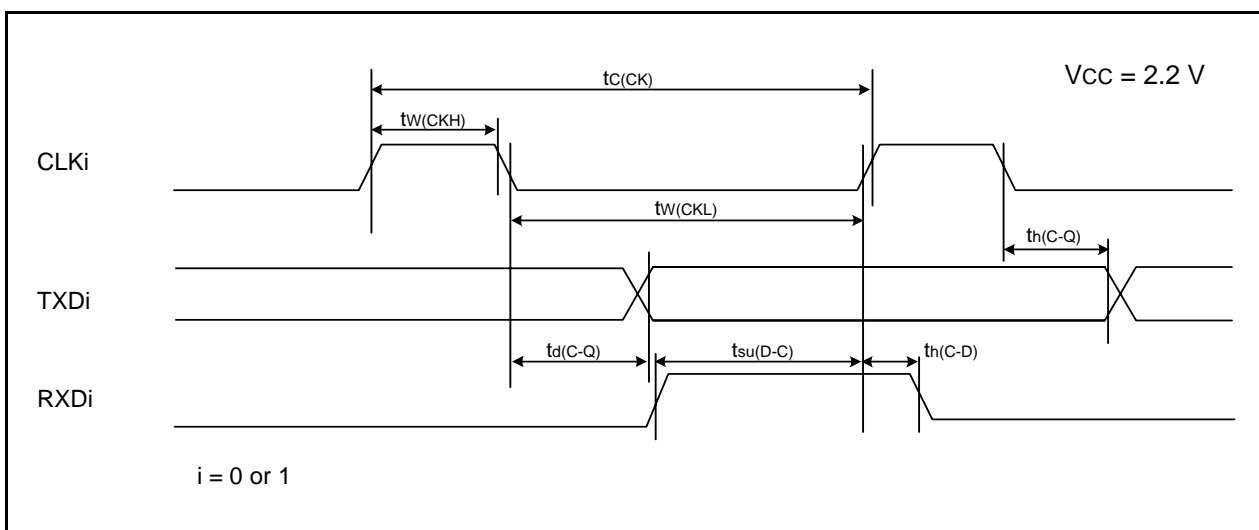 tC(CK)
VCC = 2.2 V
tW(CKH)
CLKi
tW(CKL)
th(C-Q)
TXDi
td(C-Q)
tsu(D-C)
th(C-D)
RXDi
i = 0 or 1